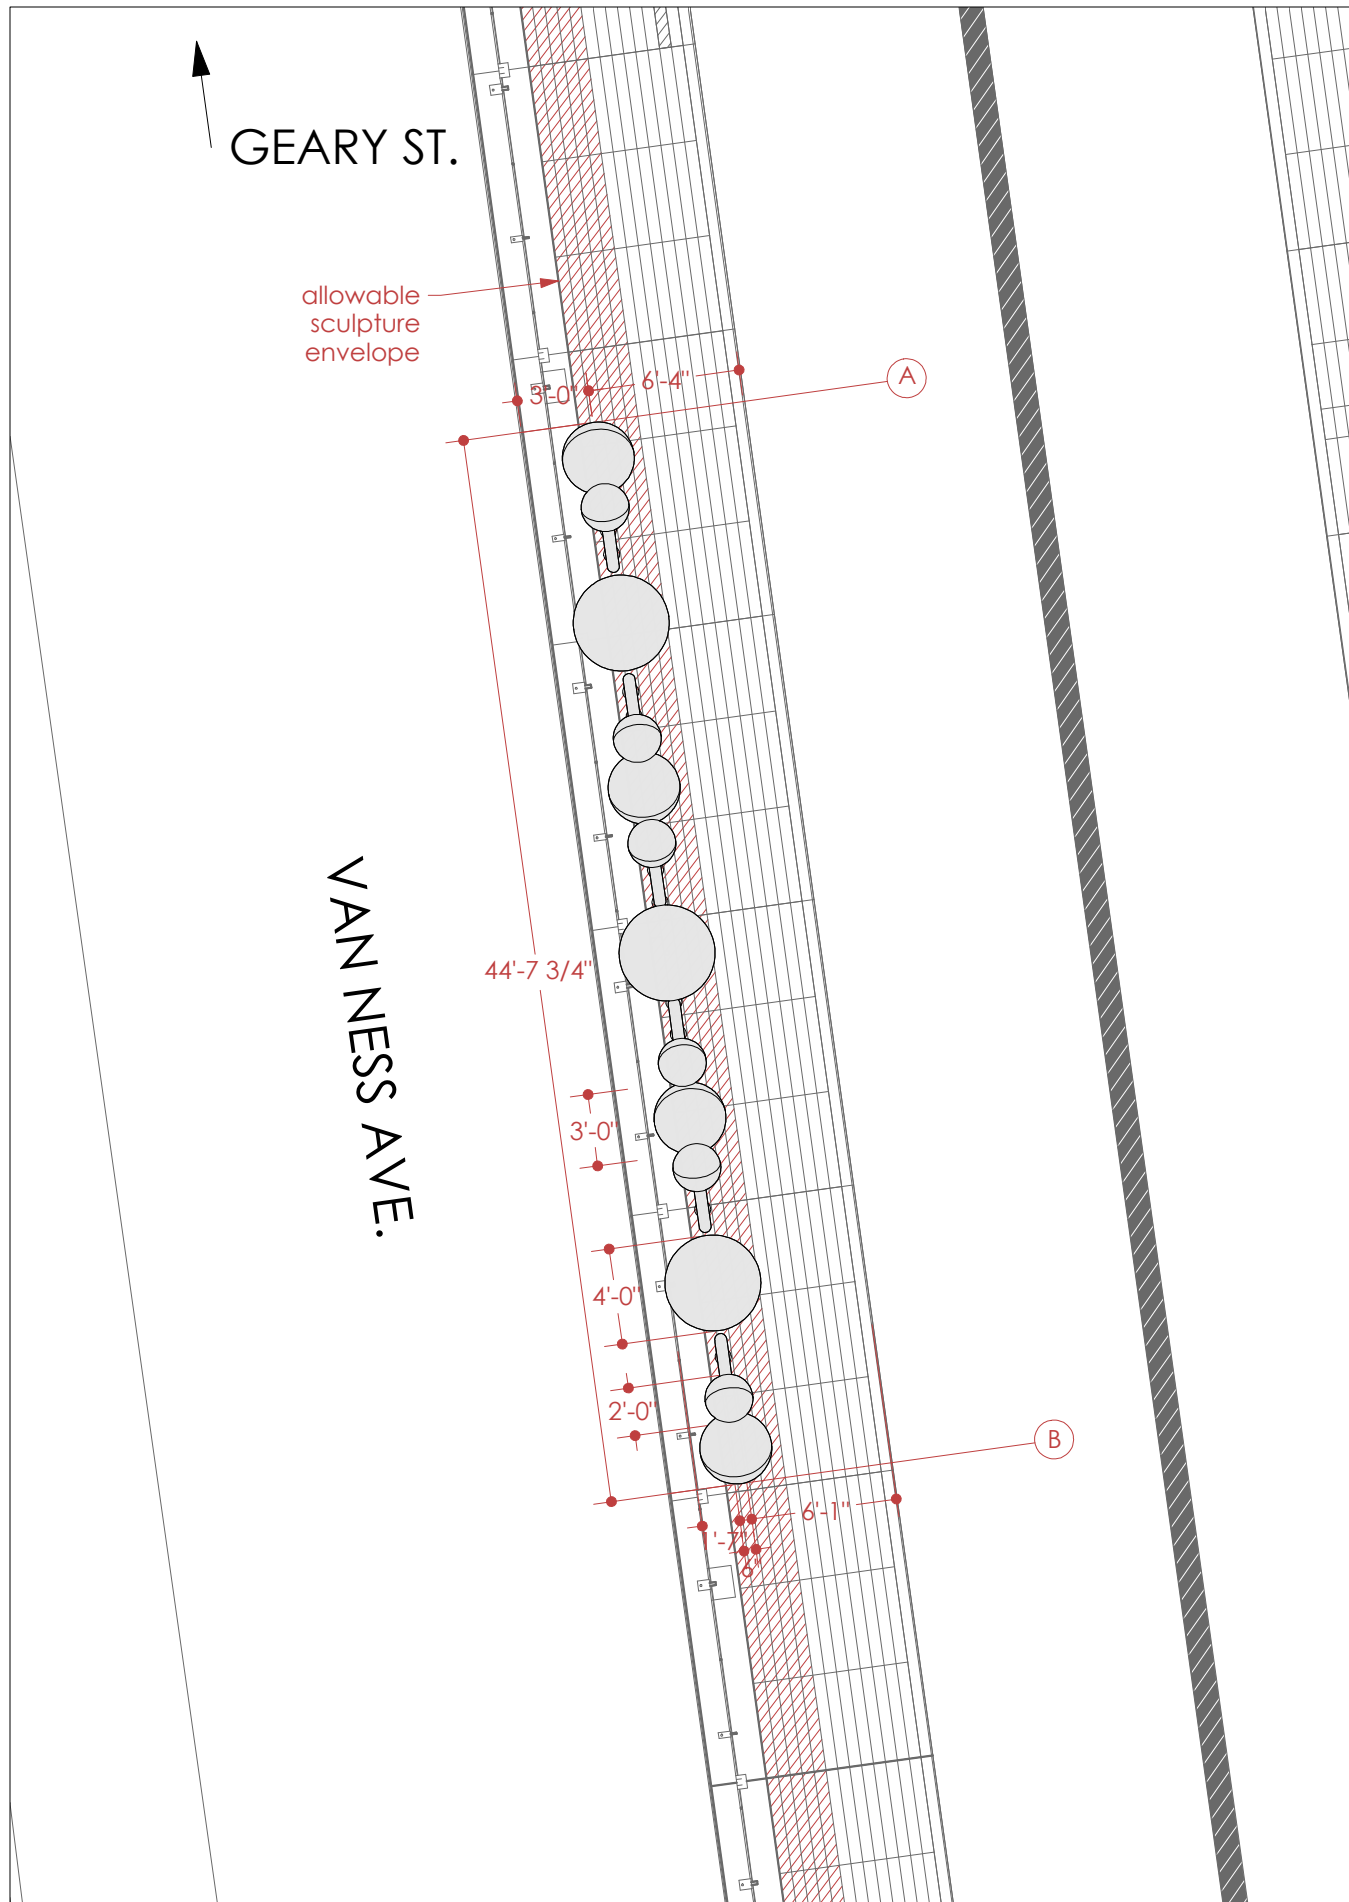 GEARY ST.
allowable
sculpture
envelope
A
3'-0"
6'-4"
VAN NESS AVE.
44'-7 3/4"
3'-0"
4'-0"
2'-0"
B
6'-1"
1'-7"
6"